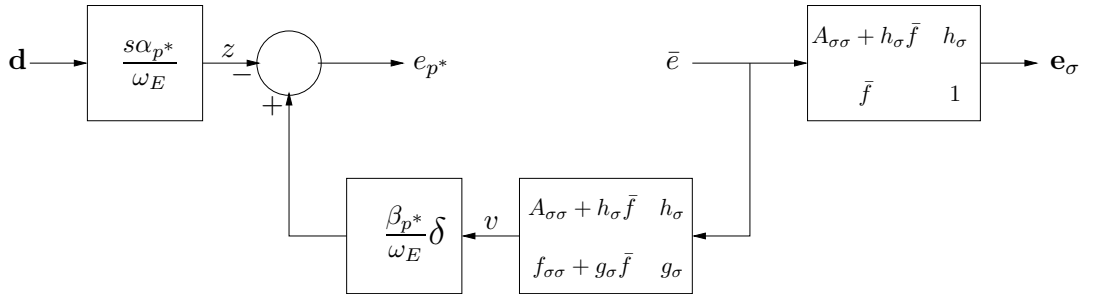 d
sα_{p*}
ω_E
z
−
+
e_{p*}
ē
A_{σσ} + h_σ f̄ h_σ
f̄ 1
e_σ
β_{p*}
ω_E
δ
v
A_{σσ} + h_σ f̄ h_σ
f_{σσ} + g_σ f̄ g_σ